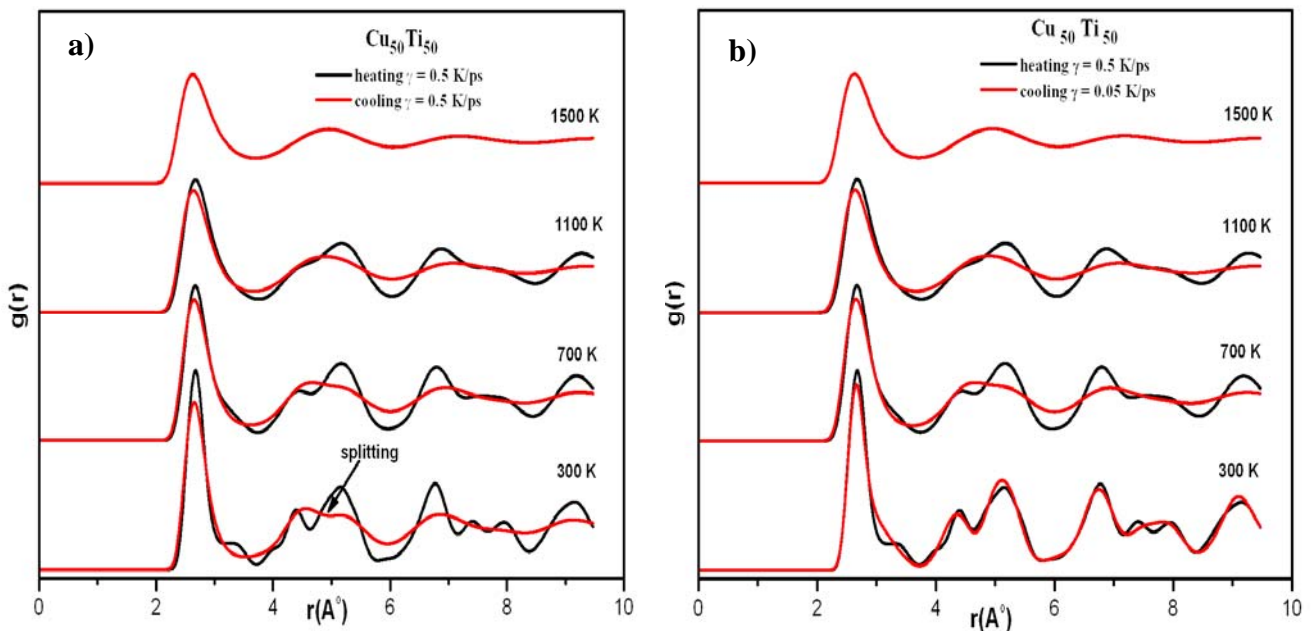 a)
Cu50Ti50
heating γ = 0.5 K/ps
cooling γ = 0.5 K/ps
1500 K
1100 K
700 K
splitting
300 K
g(r)
0 2 4 6 8 10
r(A°)
b)
Cu 50 Ti 50
heating γ = 0.5 K/ps
cooling γ = 0.05 K/ps
1500 K
1100 K
700 K
300 K
g(r)
0 2 4 6 8 10
r(A°)